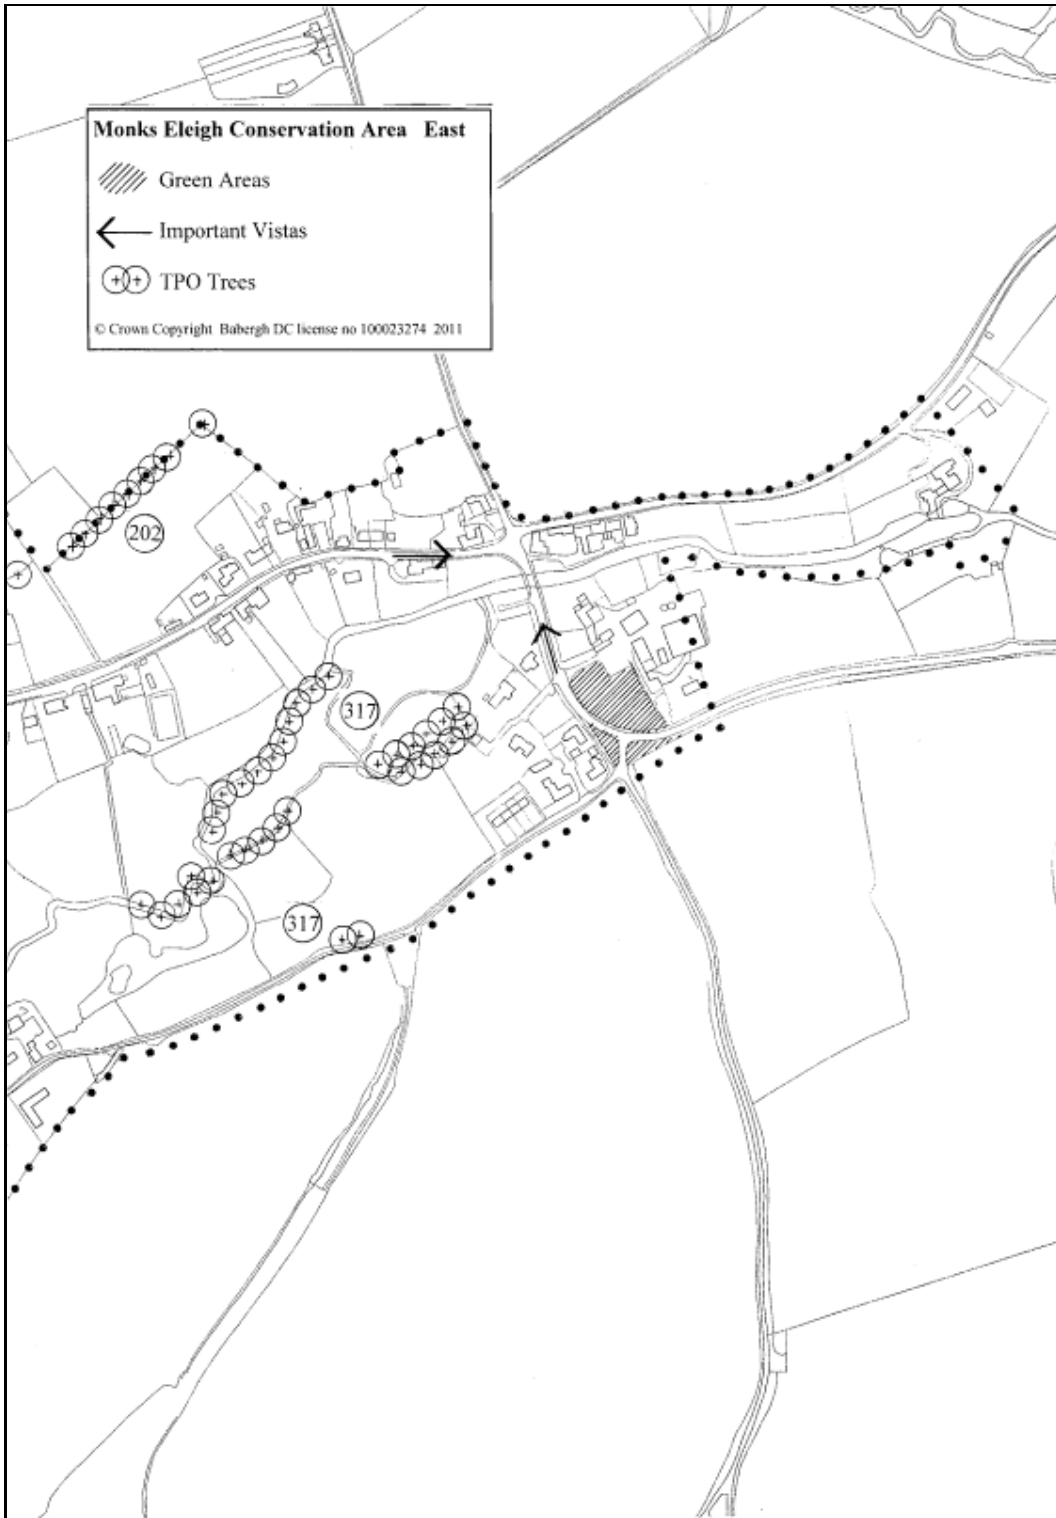 Monks Eleigh Conservation Area East
Green Areas
Important Vistas
TPO Trees
© Crown Copyright Babergh DC license no 100023274 2011
202
317
317